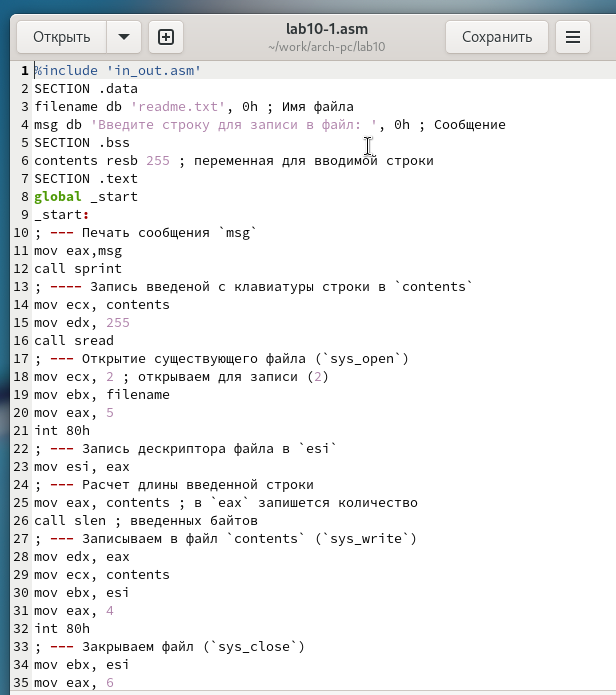 Открыть
lab10-1.asm
~/work/arch-pc/lab10
Сохранить
1 %include 'in_out.asm'
2 SECTION .data
3 filename db 'readme.txt', 0h ; Имя файла
4 msg db 'Введите строку для записи в файл: ', 0h ; Сообщение
5 SECTION .bss
6 contents resb 255 ; переменная для вводимой строки
7 SECTION .text
8 global _start
9 _start:
10 ; --- Печать сообщения `msg`
11 mov eax,msg
12 call sprint
13 ; ---- Запись введеной с клавиатуры строки в `contents`
14 mov ecx, contents
15 mov edx, 255
16 call sread
17 ; --- Открытие существующего файла (`sys_open`)
18 mov ecx, 2 ; открываем для записи (2)
19 mov ebx, filename
20 mov eax, 5
21 int 80h
22 ; --- Запись дескриптора файла в `esi`
23 mov esi, eax
24 ; --- Расчет длины введенной строки
25 mov eax, contents ; в `eax` запишется количество
26 call slen ; введенных байтов
27 ; --- Записываем в файл `contents` (`sys_write`)
28 mov edx, eax
29 mov ecx, contents
30 mov ebx, esi
31 mov eax, 4
32 int 80h
33 ; --- Закрываем файл (`sys_close`)
34 mov ebx, esi
35 mov eax, 6